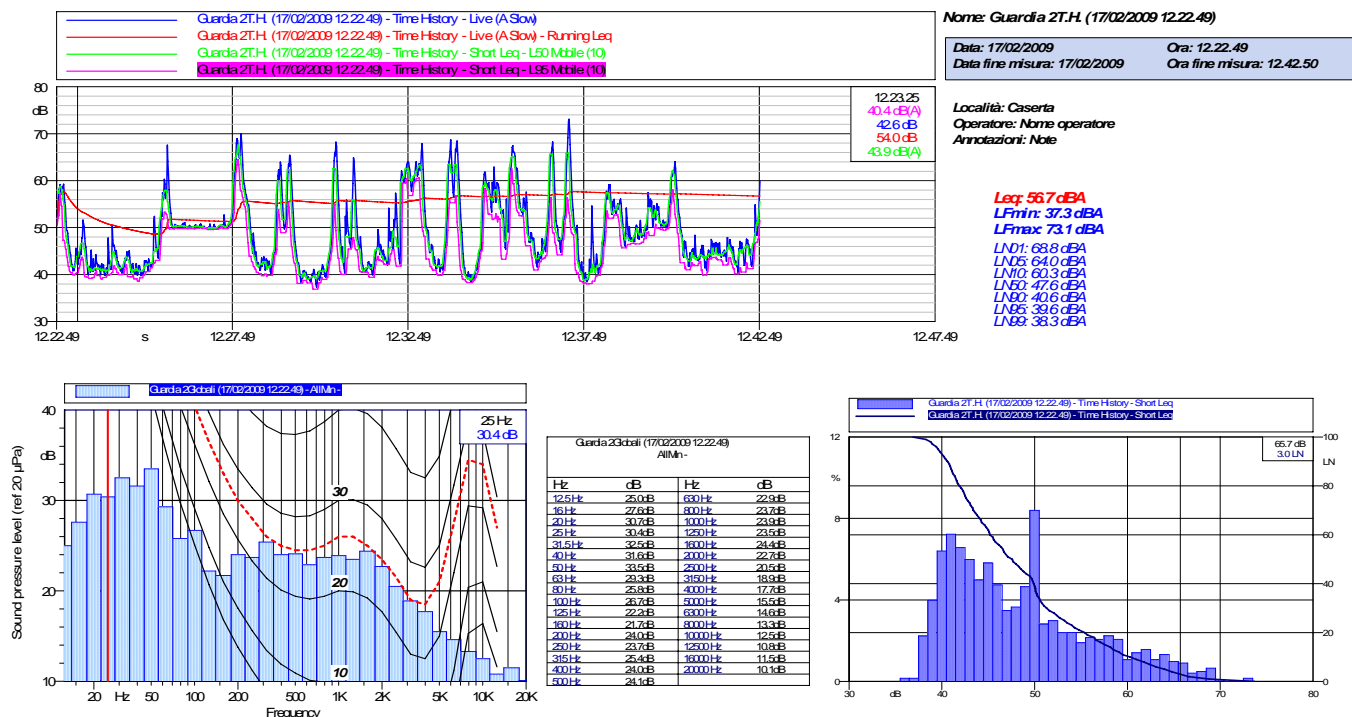 Guardia 2T.H. (17/02/2009 12.22.49) - Time History - Live (A Slow)
Guardia 2T.H. (17/02/2009 12.22.49) - Time History - Live (A Slow) - Running Leq
Guardia 2T.H. (17/02/2009 12.22.49) - Time History - Short Leq - L50 Mobile (10)
Guardia 2T.H. (17/02/2009 12.22.49) - Time History - Short Leq - L95 Mobile (10)
Nome: Guardia 2T.H. (17/02/2009 12.22.49)
Data: 17/02/2009 Ora: 12.22.49
Data fine misura: 17/02/2009 Ora fine misura: 12.42.50
Località: Caserta
Operatore: Nome operatore
Annotazioni: Note
80
dB
70
60
50
40
30
12.23.25
40.4 dB(A)
42.6 dB
54.0 dB
43.9 dB(A)
12.22.49 s 12.27.49 12.32.49 12.37.49 12.42.49 12.47.49
Leq: 56.7 dBA
LFmin: 37.3 dBA
LFmax: 73.1 dBA
LN01: 68.8 dBA
LN05: 64.0 dBA
LN10: 60.3 dBA
LN50: 47.6 dBA
LN90: 40.6 dBA
LN95: 39.6 dBA
LN99: 38.3 dBA
Guardia 2Globali (17/02/2009 12.22.49) - All Min -
Sound pressure level (ref 20 µPa)
40
dB
30
20
10
25 Hz
30.4 dB
30
20
10
20 Hz 50 100 200 500 1K 2K 5K 10K 20K
Frequency
Guardia 2Globali (17/02/2009 12.22.49)
All Min -
Hz dB Hz dB
12.5 Hz 25.0 dB 630 Hz 22.9 dB
16 Hz 27.6 dB 800 Hz 23.7 dB
20 Hz 30.7 dB 1000 Hz 23.9 dB
25 Hz 30.4 dB 1250 Hz 23.5 dB
31.5 Hz 32.5 dB 1600 Hz 24.4 dB
40 Hz 31.6 dB 2000 Hz 22.7 dB
50 Hz 33.5 dB 2500 Hz 20.5 dB
63 Hz 29.3 dB 3150 Hz 18.9 dB
80 Hz 25.8 dB 4000 Hz 17.7 dB
100 Hz 26.7 dB 5000 Hz 15.5 dB
125 Hz 22.2 dB 6300 Hz 14.6 dB
160 Hz 21.7 dB 8000 Hz 13.3 dB
200 Hz 24.0 dB 10000 Hz 12.5 dB
250 Hz 23.7 dB 12500 Hz 10.8 dB
315 Hz 25.4 dB 16000 Hz 11.5 dB
400 Hz 24.0 dB 20000 Hz 10.1 dB
500 Hz 24.1 dB
Guardia 2T.H. (17/02/2009 12.22.49) - Time History - Short Leq
Guardia 2T.H. (17/02/2009 12.22.49) - Time History - Short Leq
12
%
8
4
0
65.7 dB
3.0 LN
100
LN
80
60
40
20
0
30 dB 40 50 60 70 80